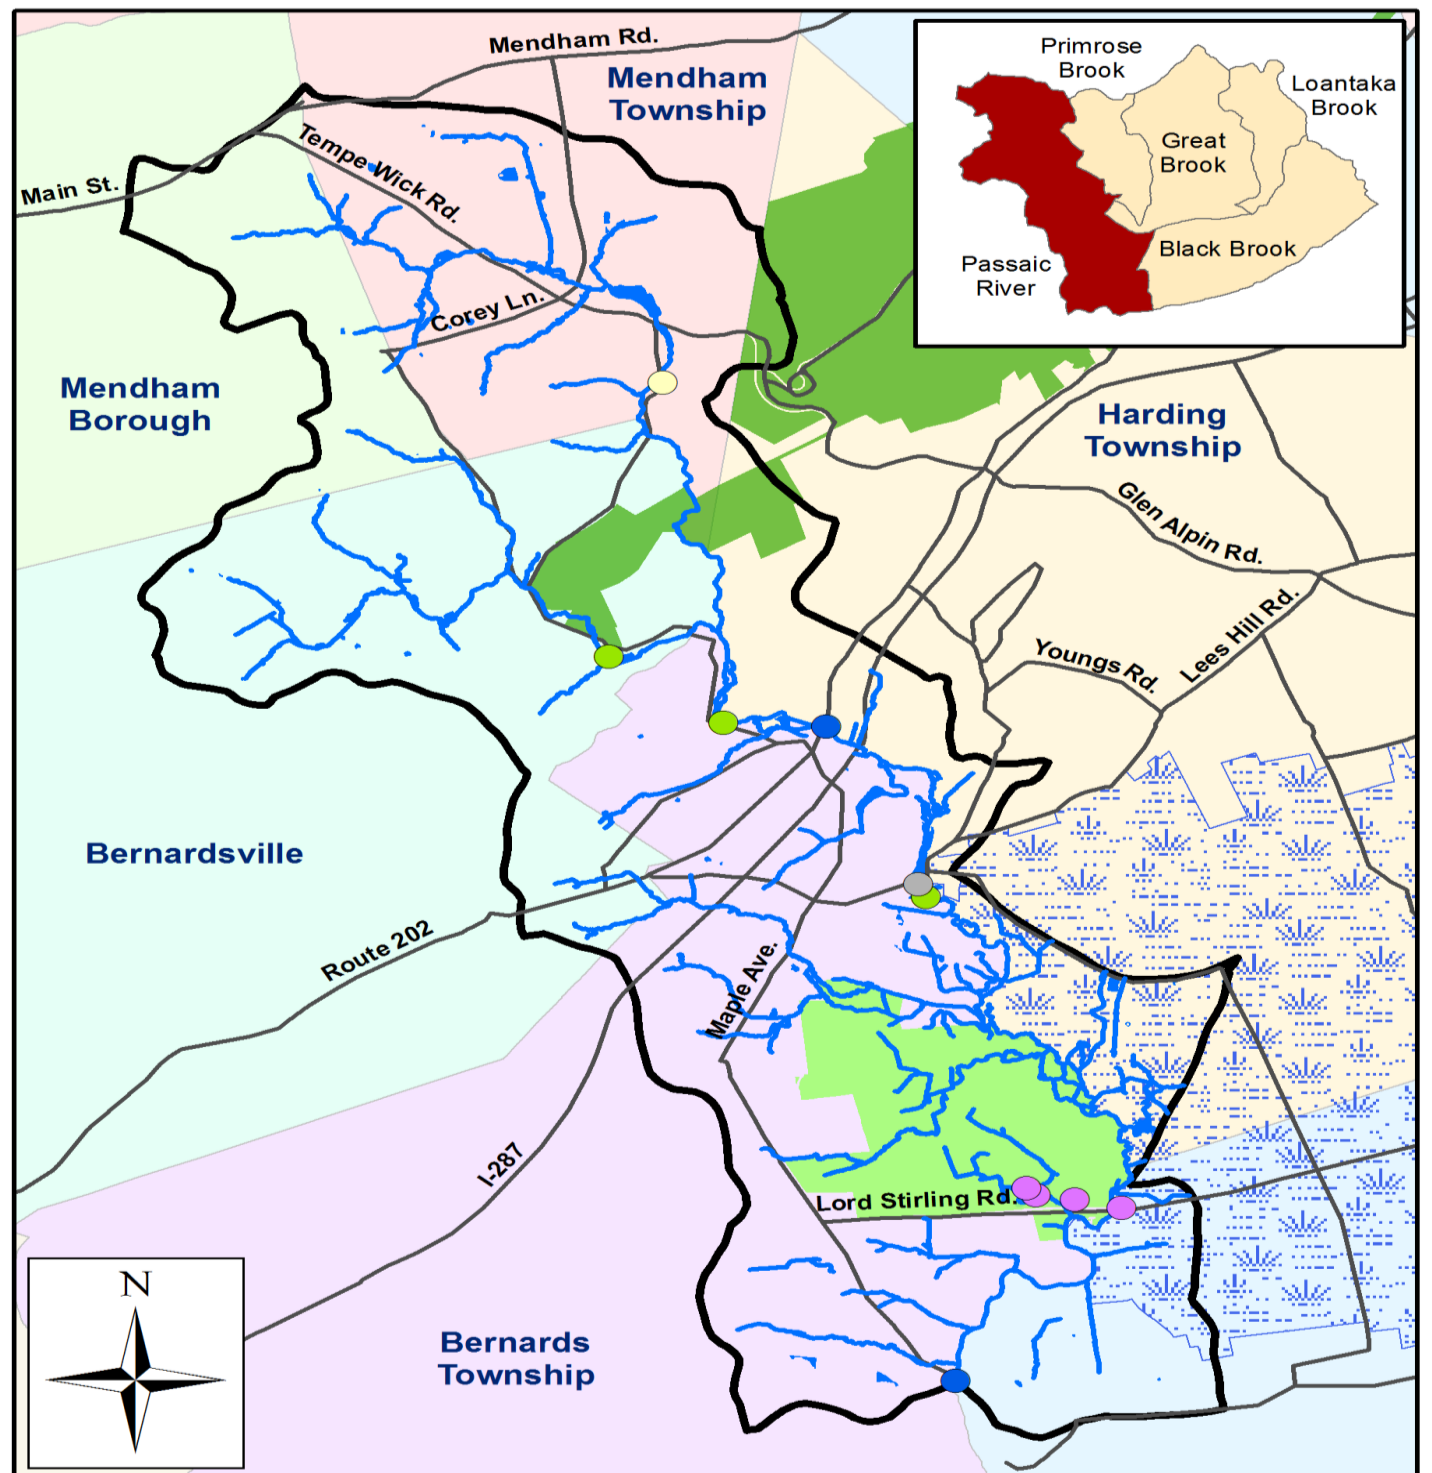 Mendham Rd.
Mendham
Township
Primrose
Brook
Loantaka
Brook
Great
Brook
Black Brook
Passaic
River
Tempe Wick Rd.
Main St.
Corey Ln.
Mendham
Borough
Harding
Township
Glen Alpin Rd.
Lees Hill Rd.
Youngs Rd.
Bernardsville
Route 202
Maple Ave.
I-287
Lord Stirling Rd.
N
Bernards
Township